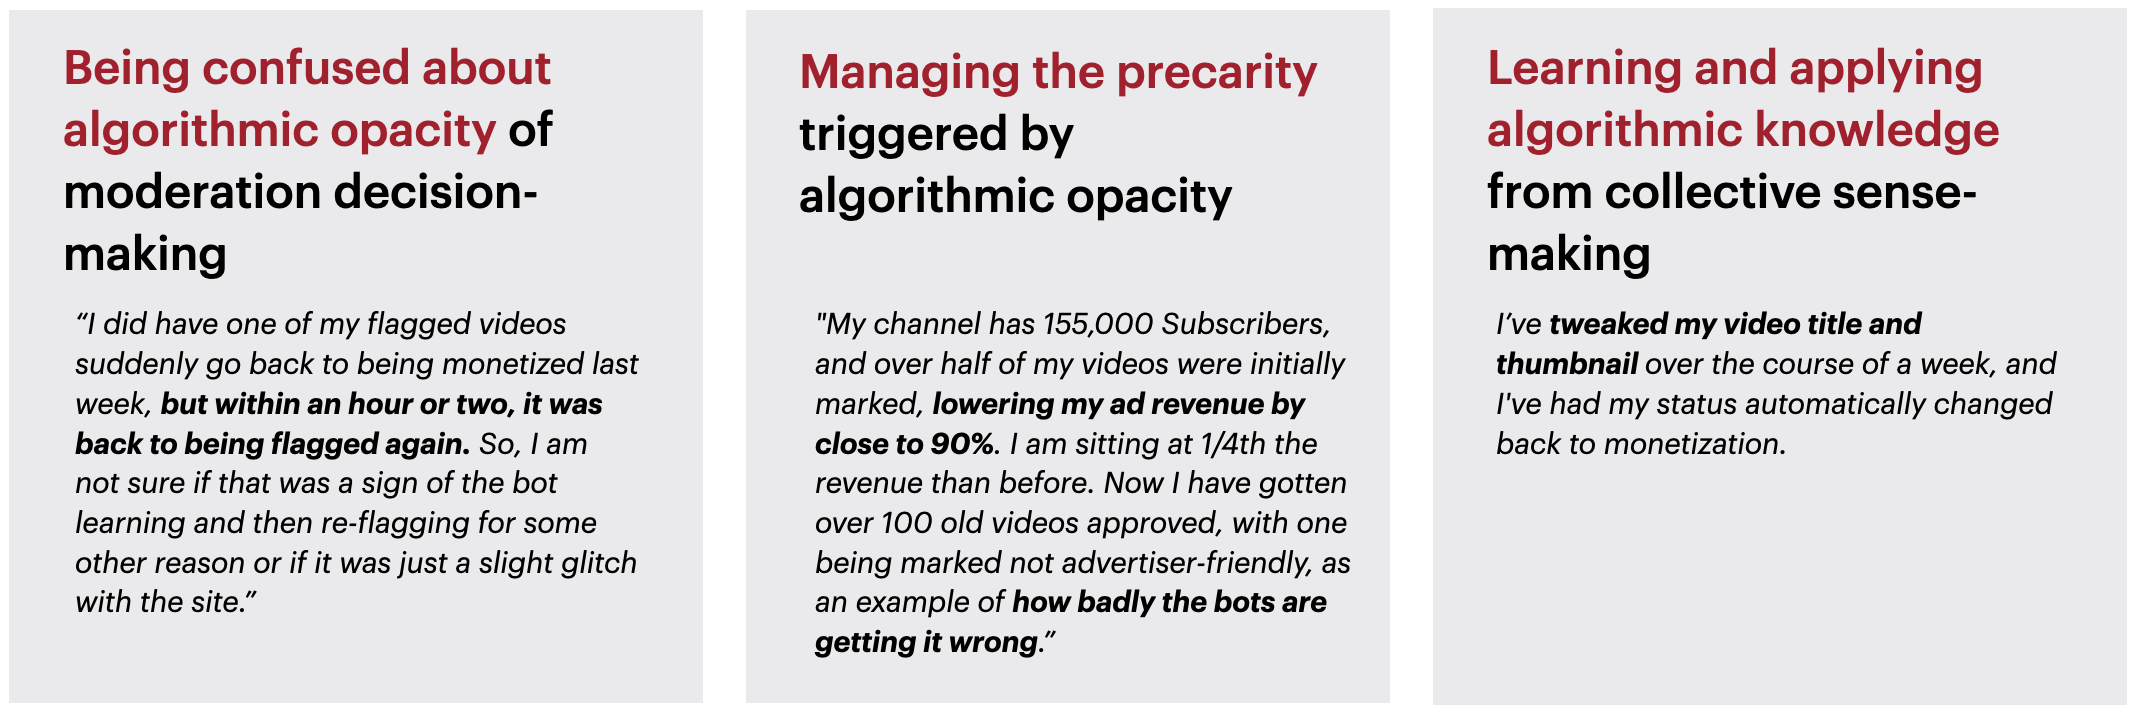 Being confused about
algorithmic opacity of
moderation decision-
making
“I did have one of my flagged videos
suddenly go back to being monetized last
week, but within an hour or two, it was
back to being flagged again. So, I am
not sure if that was a sign of the bot
learning and then re-flagging for some
other reason or if it was just a slight glitch
with the site.”
Managing the precarity
triggered by
algorithmic opacity
"My channel has 155,000 Subscribers,
and over half of my videos were initially
marked, lowering my ad revenue by
close to 90%. I am sitting at 1/4th the
revenue than before. Now I have gotten
over 100 old videos approved, with one
being marked not advertiser-friendly, as
an example of how badly the bots are
getting it wrong.”
Learning and applying
algorithmic knowledge
from collective sense-
making
I’ve tweaked my video title and
thumbnail over the course of a week, and
I've had my status automatically changed
back to monetization.